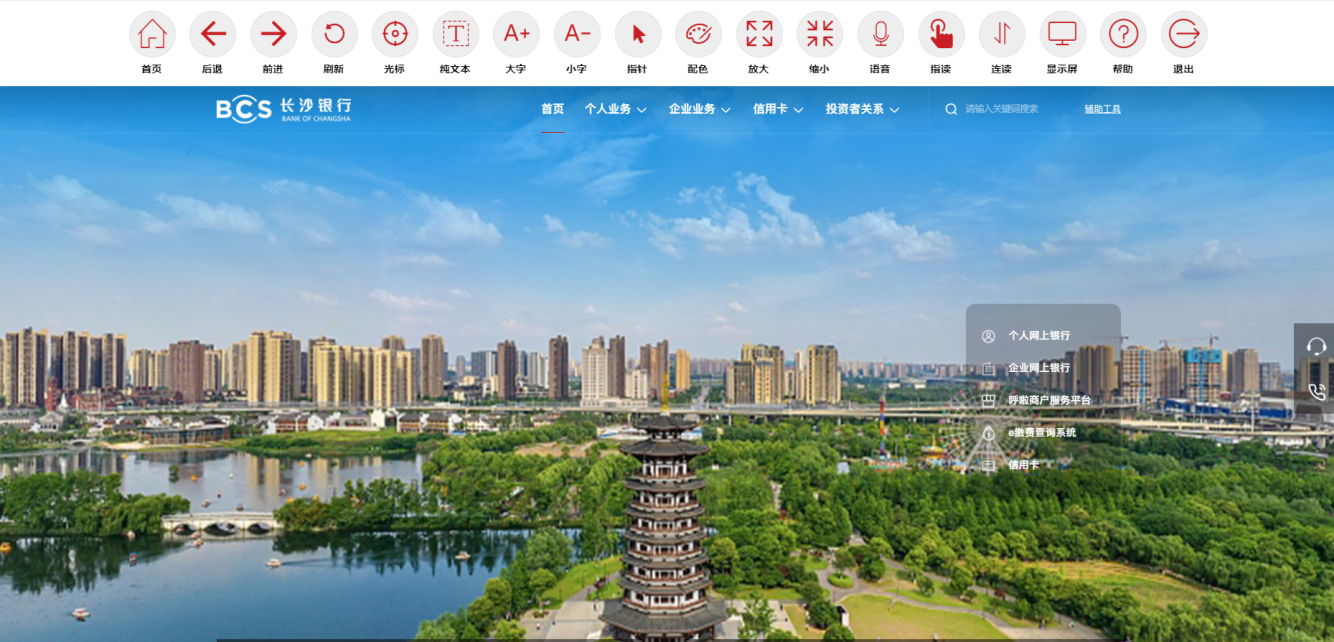 T A+ A−
首页 后退 前进 刷新 光标 纯文本 大字 小字 指针 配色 放大 缩小 语音 指读 连读 显示屏 帮助 退出
BCS 长沙银行
BANK OF CHANGSHA
首页 个人业务 企业业务 信用卡 投资者关系 请输入关键词搜索 辅助工具
个人网上银行
企业网上银行
呼啦商户服务平台
e缴费查询系统
信用卡